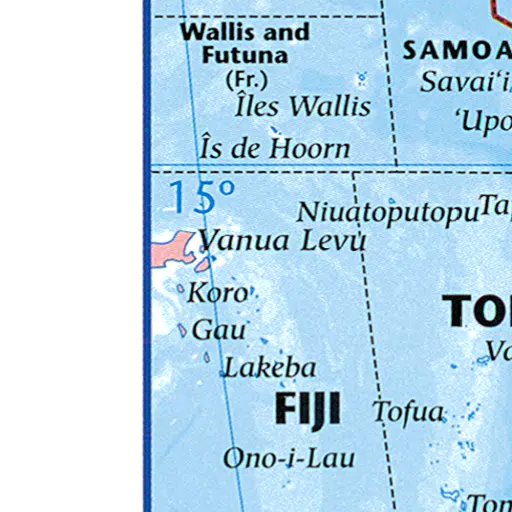 Wallis and
Futuna
(Fr.)
Îles Wallis
Îs de Hoorn
SAMOA
Savai‘i
‘Upo
15°
Niuatoputopu
Ta
Vanua Levu
Koro
Gau
Lakeba
FIJI
Ono-i-Lau
TO
Va
Tofua
Ton